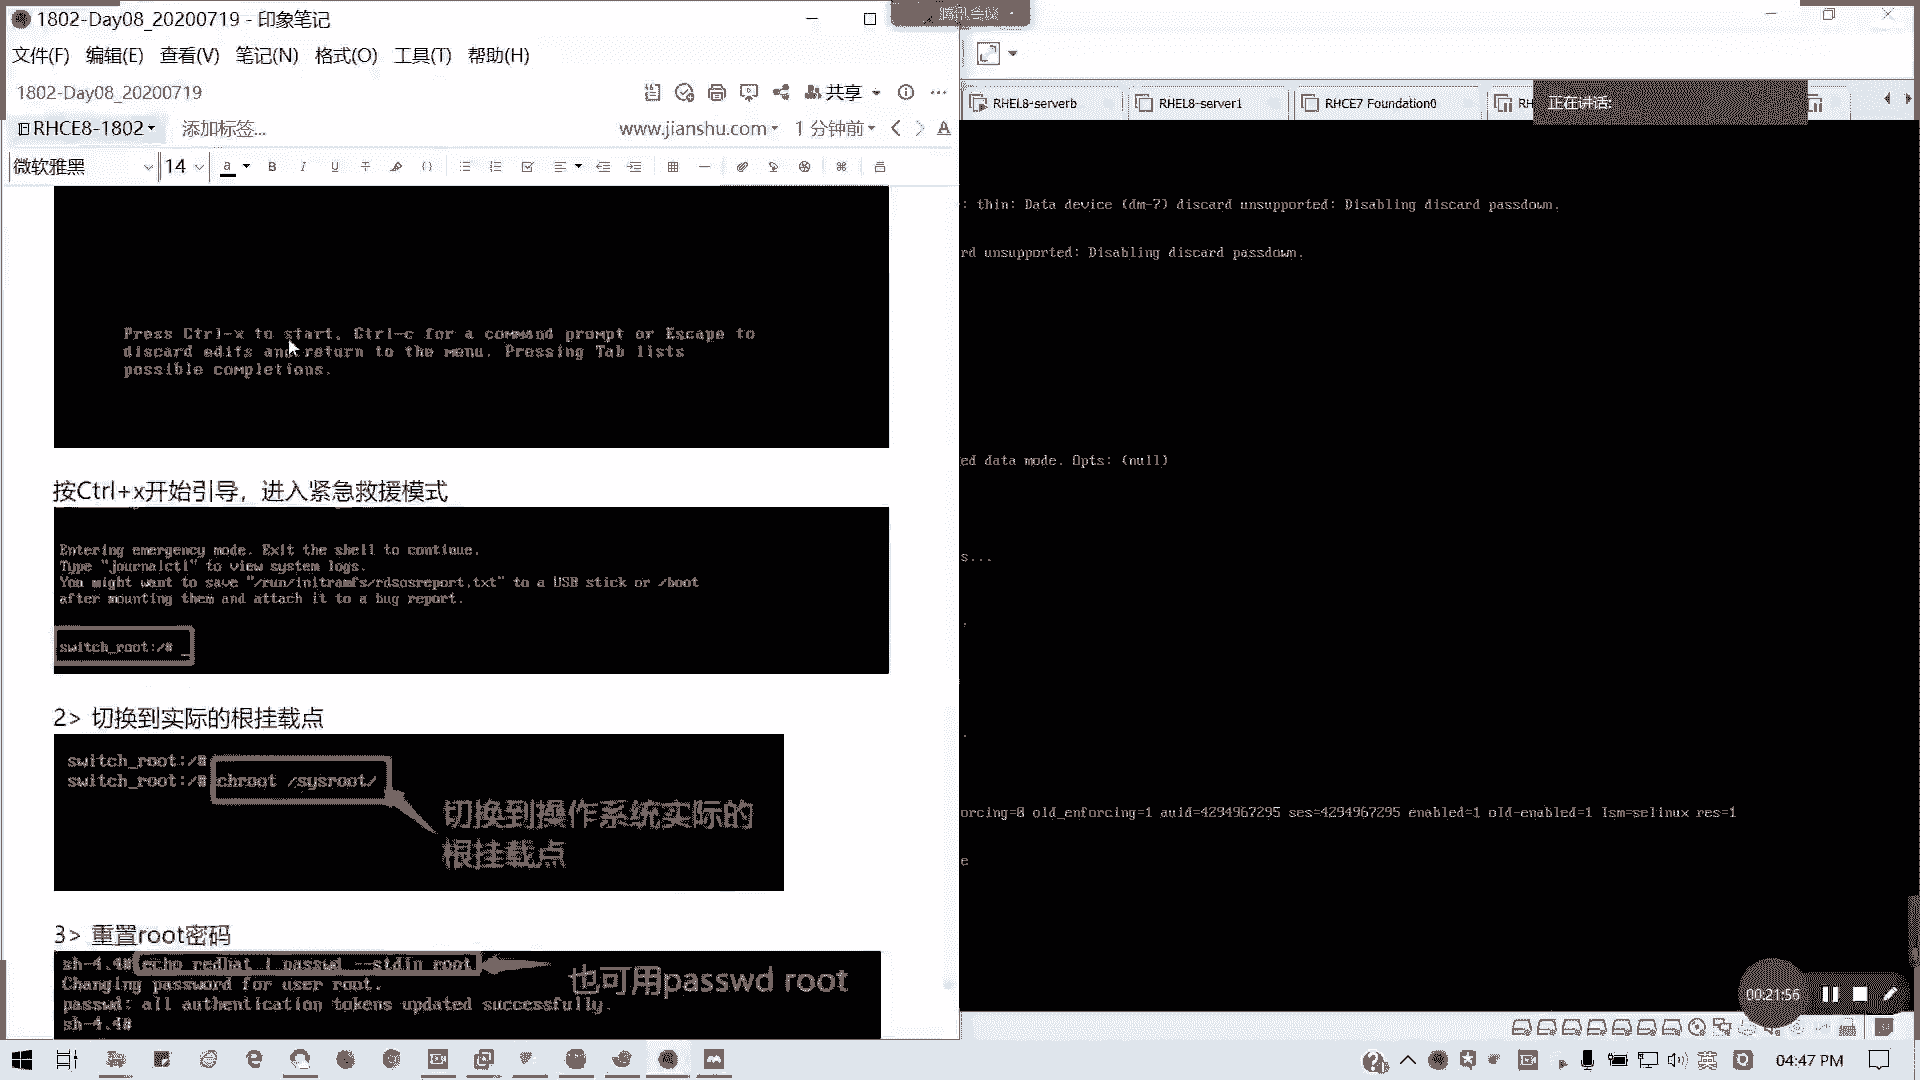 1802-Day08_20200719 - 印象笔记
文件(F) 编辑(E) 查看(V) 笔记(N) 格式(O) 工具(T) 帮助(H)
1802-Day08_20200719
共享
RHCE8-1802
添加标签...
www.jianshu.com
1 分钟前
微软雅黑
14
Press Ctrl-x to start, Ctrl-c for a command prompt or Escape to
discard edits and return to the menu. Pressing Tab lists
possible completions.
按Ctrl+x开始引导，进入紧急救援模式
Entering emergency mode. Exit the shell to continue.
Type "journalctl" to view system logs.
You might want to save "/run/initramfs/rdsosreport.txt" to a USB stick or /boot
after mounting them and attach it to a bug report.
switch_root:/# _
2> 切换到实际的根挂载点
switch_root:/#
switch_root:/# chroot /sysroot/
切换到操作系统实际的
根挂载点
3> 重置root密码
sh-4.4# echo redhat | passwd --stdin root
也可用passwd root
Changing password for user root.
passwd: all authentication tokens updated successfully.
sh-4.4#
腾讯会议
RHEL8-serverb
RHEL8-server1
RHCE7 Foundation0
RH
正在讲话:
: thin: Data device (dm-7) discard unsupported: Disabling discard passdown.
rd unsupported: Disabling discard passdown.
ed data mode. Opts: (null)
s...
orcing=0 old_enforcing=1 auid=4294967295 ses=4294967295 enabled=1 old-enabled=1 lsm=selinux res=1
e
00:21:56
英
04:47 PM